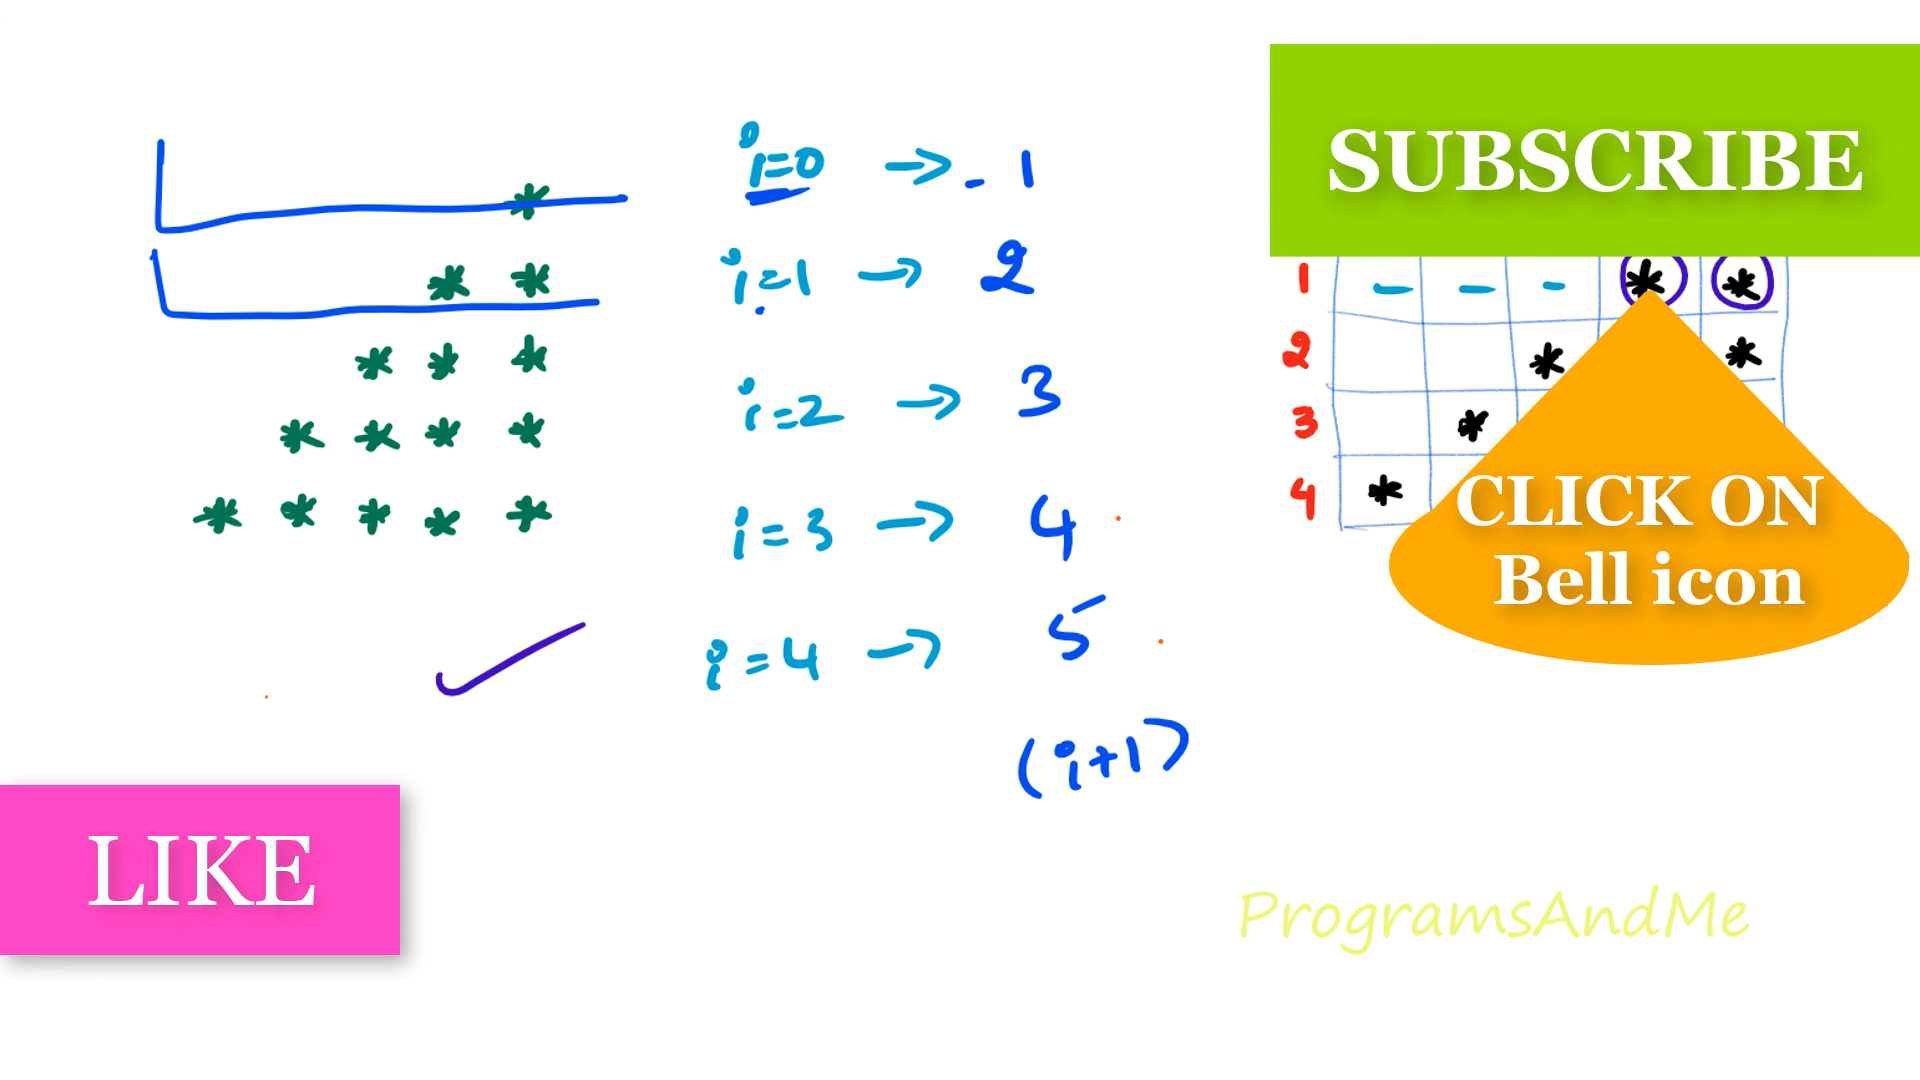 *
* *
* * *
* * * *
* * * * *
i=0 → 1
i=1 → 2
i=2 → 3
i=3 → 4
i=4 → 5
(i+1)
SUBSCRIBE
1 - - - * *
2 * *
3 *
4 *
CLICK ON
Bell icon
LIKE
ProgramsAndMe